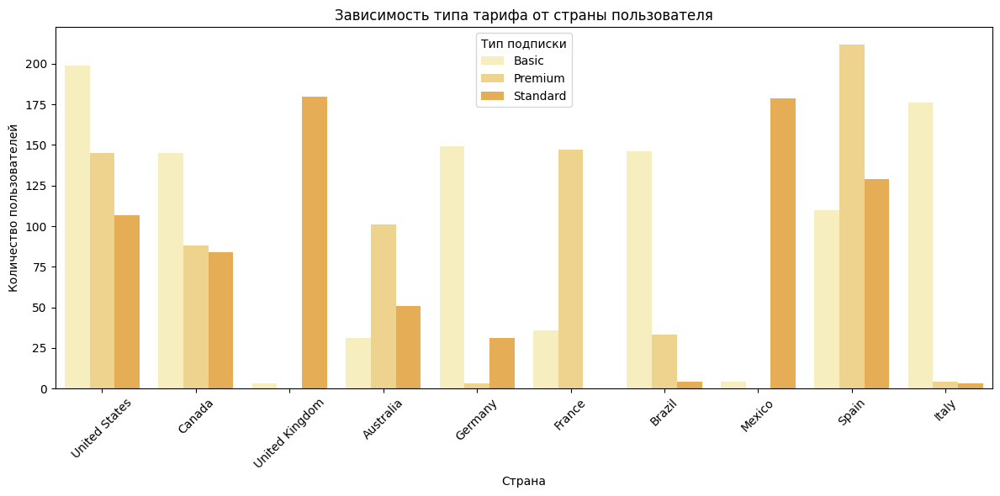 Зависимость типа тарифа от страны пользователя
Тип подписки
Basic
Premium
Standard
Количество пользователей
200
175
150
125
100
75
50
25
0
United States
Canada
United Kingdom
Australia
Germany
France
Brazil
Mexico
Spain
Italy
Страна